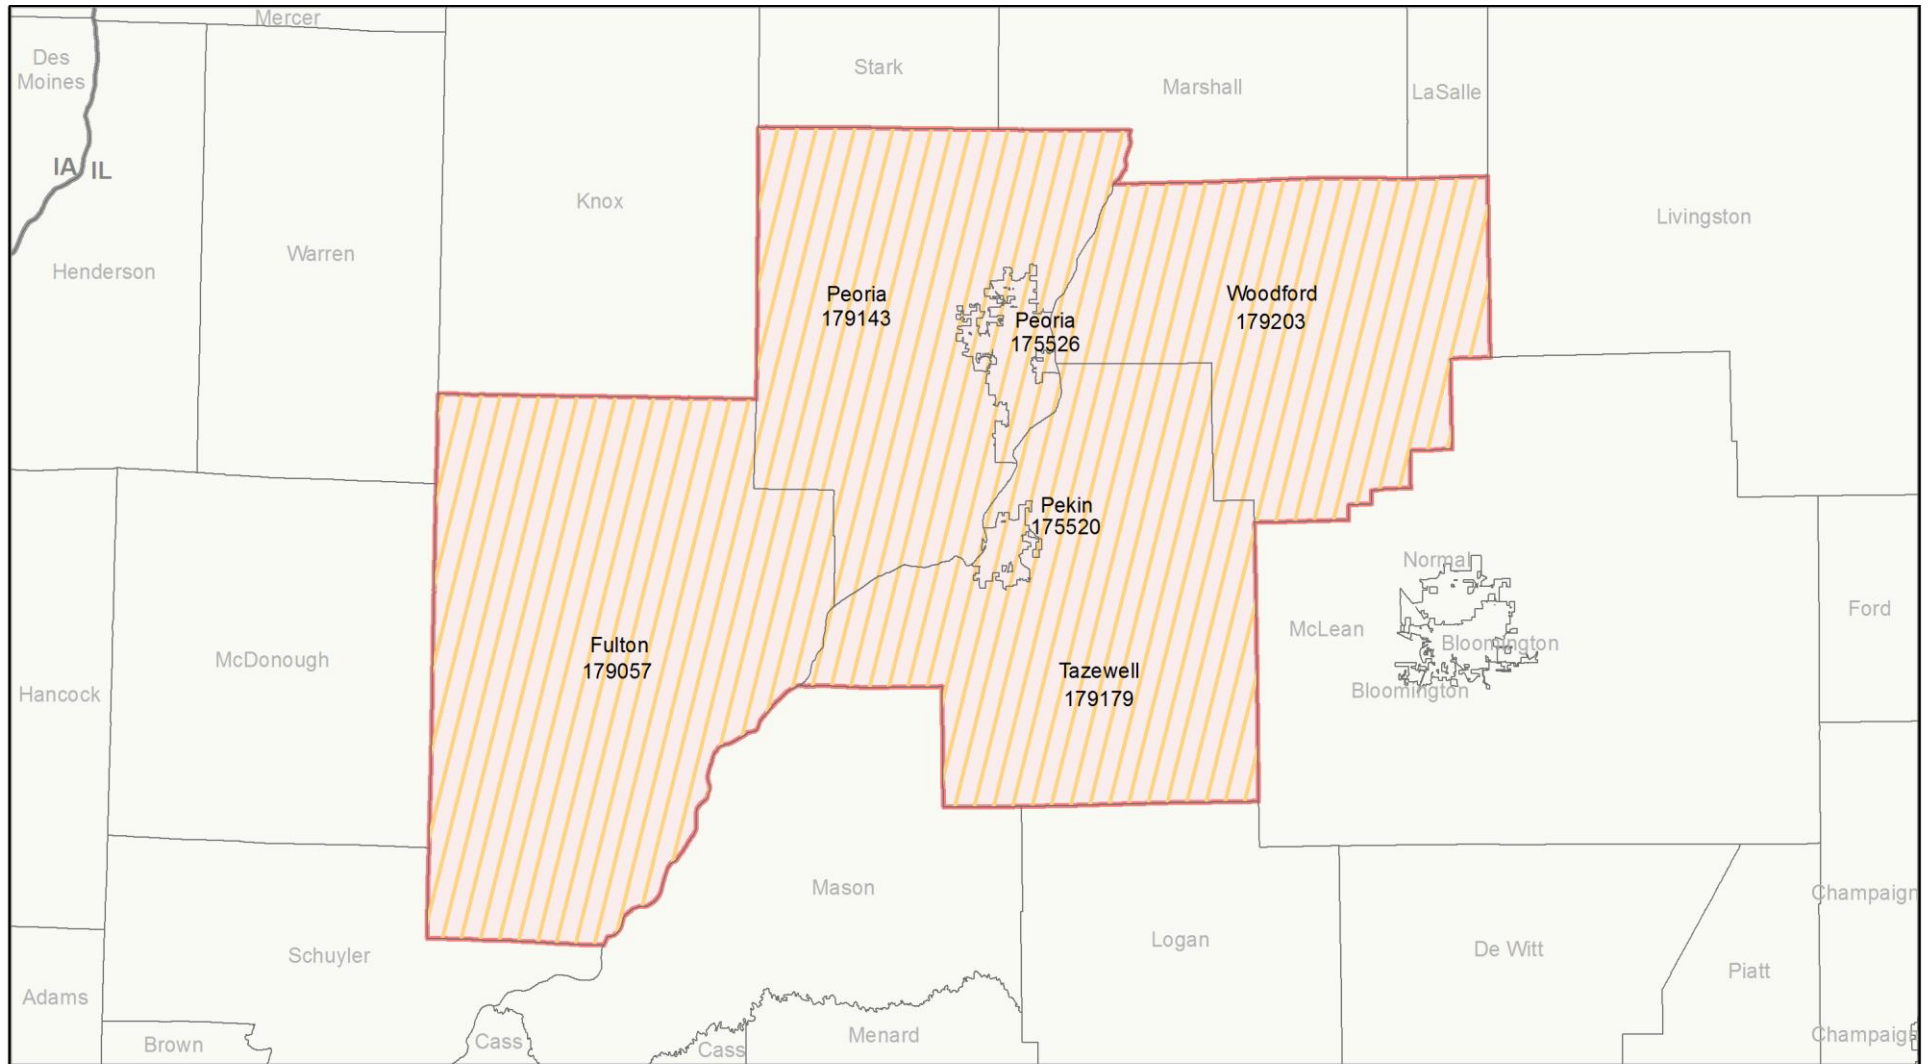 Mercer
Des
Moines
Stark
Marshall
LaSalle
IA
IL
Knox
Livingston
Warren
Henderson
Peoria
179143
Woodford
179203
Peoria
175526
Pekin
175520
Normal
Ford
McLean
Bloomington
Fulton
179057
McDonough
Tazewell
179179
Hancock
Bloomington
Mason
Champaign
Logan
De Witt
Schuyler
Piatt
Adams
Brown
Cass
Cass
Menard
Champaign